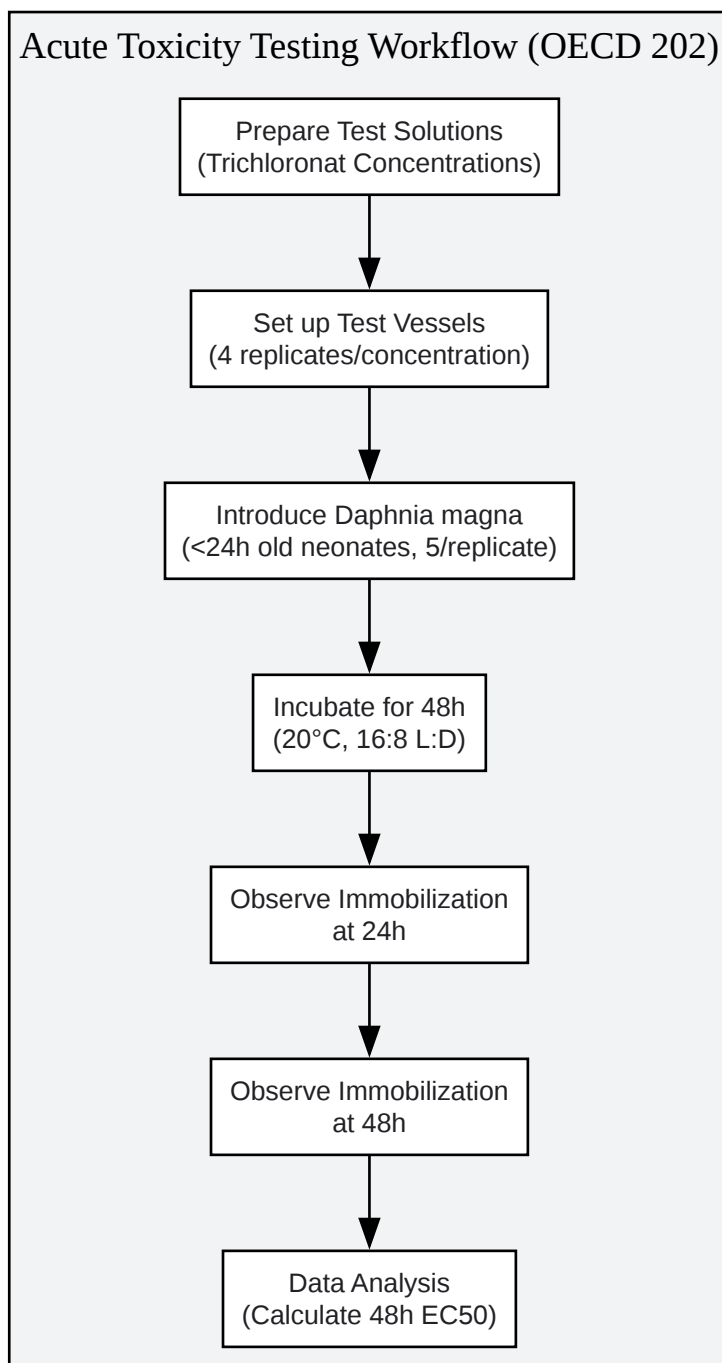 Acute Toxicity Testing Workflow (OECD 202)
Prepare Test Solutions
(Trichloronat Concentrations)
Set up Test Vessels
(4 replicates/concentration)
Introduce Daphnia magna
(<24h old neonates, 5/replicate)
Incubate for 48h
(20°C, 16:8 L:D)
Observe Immobilization
at 24h
Observe Immobilization
at 48h
Data Analysis
(Calculate 48h EC50)